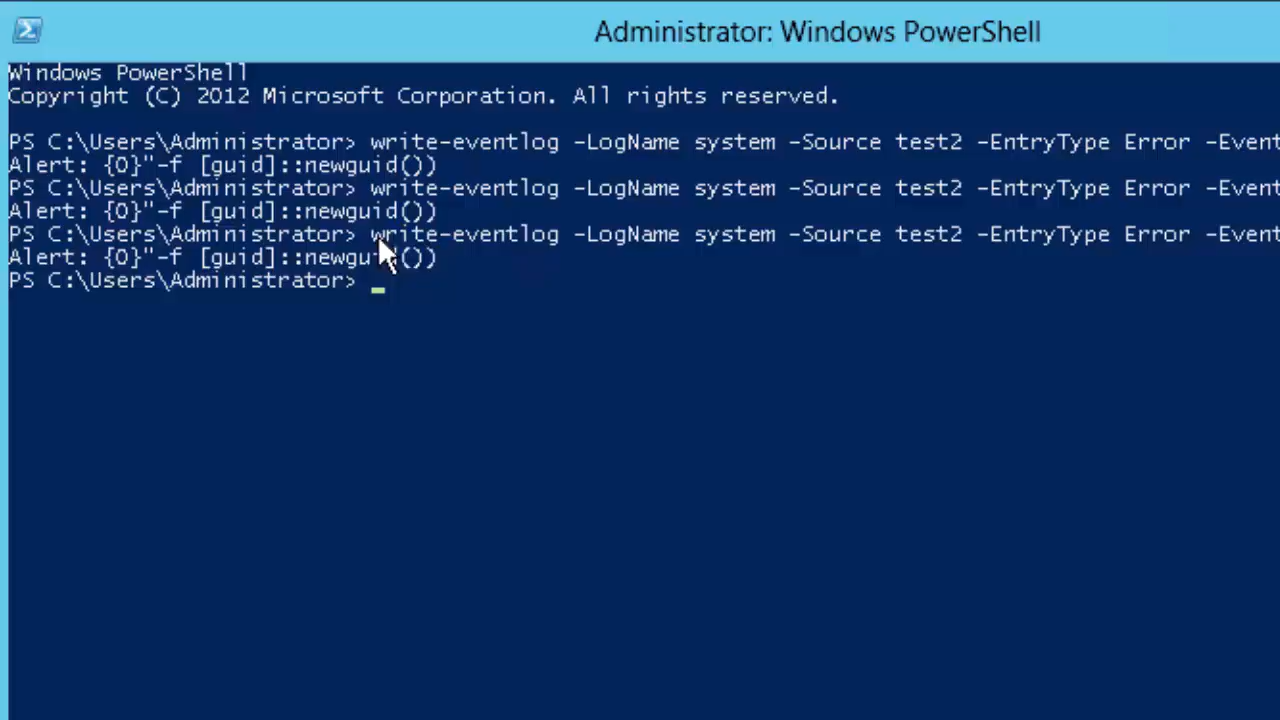 Administrator: Windows PowerShell
Windows PowerShell
Copyright (C) 2012 Microsoft Corporation. All rights reserved.
PS C:\Users\Administrator> write-eventlog -LogName system -Source test2 -EntryType Error -Event
Alert: {0}"-f [guid]::newguid())
PS C:\Users\Administrator> write-eventlog -LogName system -Source test2 -EntryType Error -Event
Alert: {0}"-f [guid]::newguid())
PS C:\Users\Administrator> write-eventlog -LogName system -Source test2 -EntryType Error -Event
Alert: {0}"-f [guid]::newguid())
PS C:\Users\Administrator>